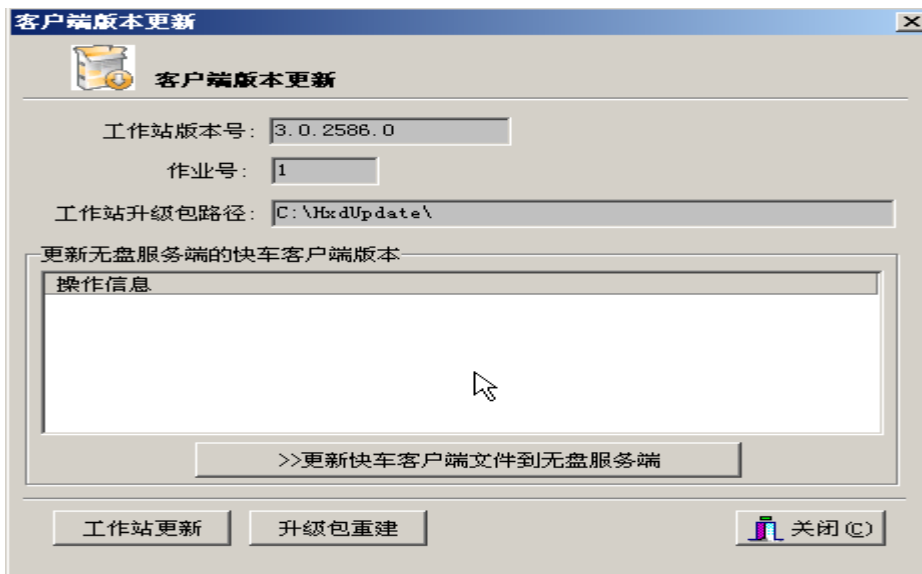 客户端版本更新
客户端版本更新
工作站版本号: 3.0.2586.0
作业号: 1
工作站升级包路径: C:\HxdUpdate\
更新无盘服务端的快车客户端版本
操作信息
>>更新快车客户端文件到无盘服务端
工作站更新 升级包重建 关闭(C)